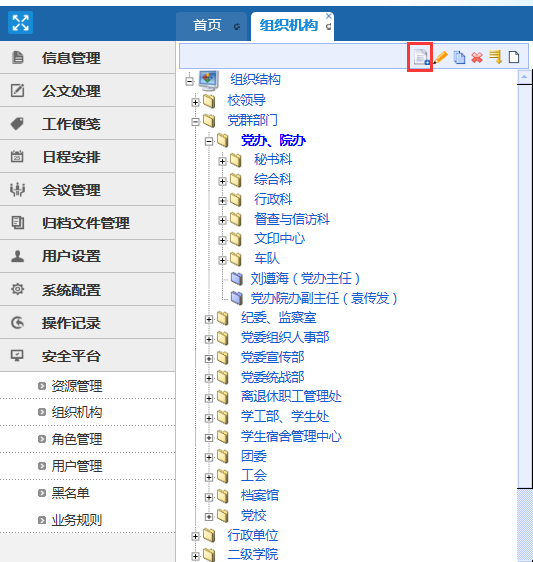 首页
组织机构
信息管理
公文处理
工作便笺
日程安排
会议管理
归档文件管理
用户设置
系统配置
操作记录
安全平台
资源管理
组织机构
角色管理
用户管理
黑名单
业务规则
组织结构
校领导
党群部门
党办、院办
秘书科
综合科
行政科
督查与信访科
文印中心
车队
刘遵海（党办主任）
党办院办副主任（袁传发）
纪委、监察室
党委组织人事部
党委宣传部
党委统战部
离退休职工管理处
学工部、学生处
学生宿舍管理中心
团委
工会
档案馆
党校
行政单位
二级学院